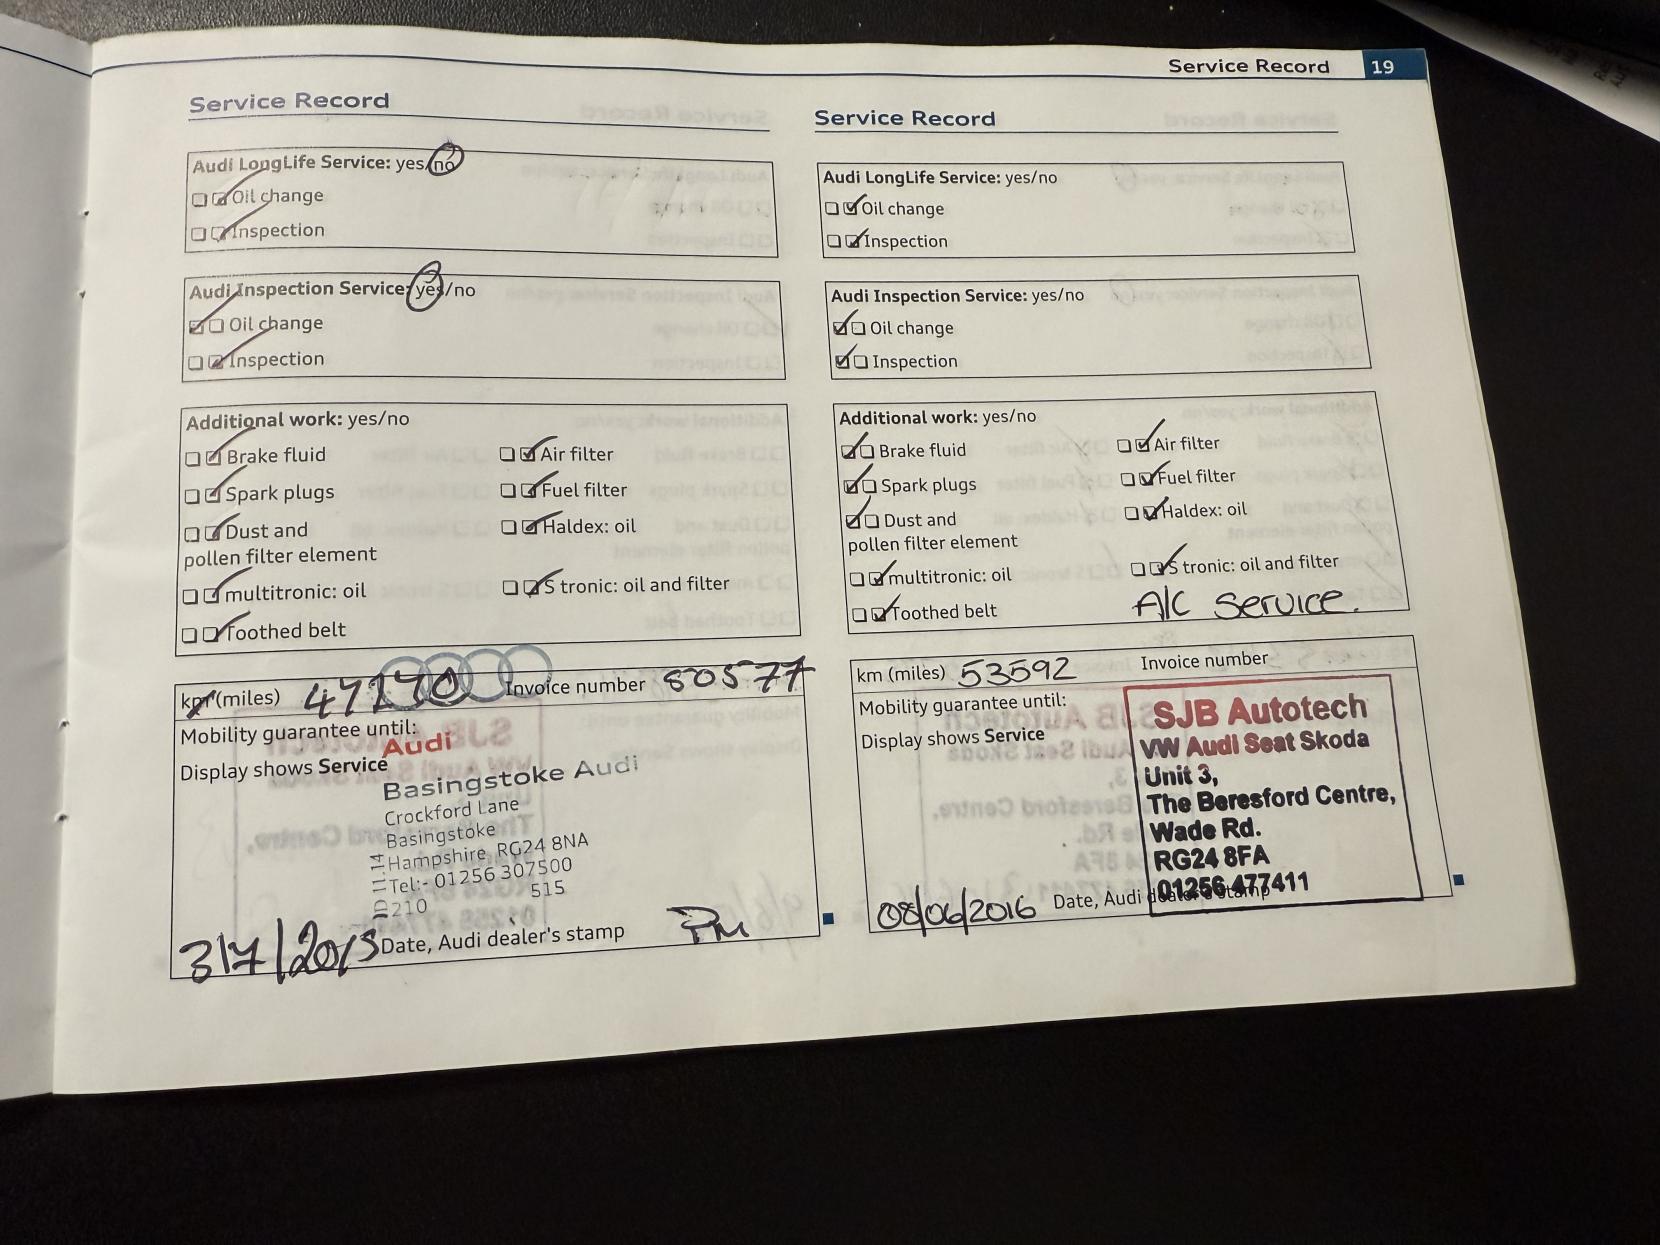 Service Record 19
Service Record
Audi LongLife Service: yes/no
Oil change
Inspection
Audi Inspection Service: yes/no
Oil change
Inspection
Additional work: yes/no
Brake fluid
Air filter
Spark plugs
Fuel filter
Dust and
pollen filter element
Haldex: oil
multitronic: oil
S tronic: oil and filter
Toothed belt
km (miles) 47170 Invoice number 80577
Mobility guarantee until:
Display shows Service
Audi
Basingstoke Audi
Crockford Lane
Basingstoke
Hampshire, RG24 8NA
Tel:- 01256 307500
210 515
3/7/2015 Date, Audi dealer's stamp PM
Service Record
Audi LongLife Service: yes/no
Oil change
Inspection
Audi Inspection Service: yes/no
Oil change
Inspection
Additional work: yes/no
Brake fluid
Air filter
Spark plugs
Fuel filter
Dust and
pollen filter element
Haldex: oil
multitronic: oil
S tronic: oil and filter
Toothed belt
A/C Service.
km (miles) 53592 Invoice number
Mobility guarantee until:
Display shows Service
SJB Autotech
VW Audi Seat Skoda
Unit 3,
The Beresford Centre,
Wade Rd.
RG24 8FA
01256 477411
08/06/2016 Date, Audi dealer's stamp